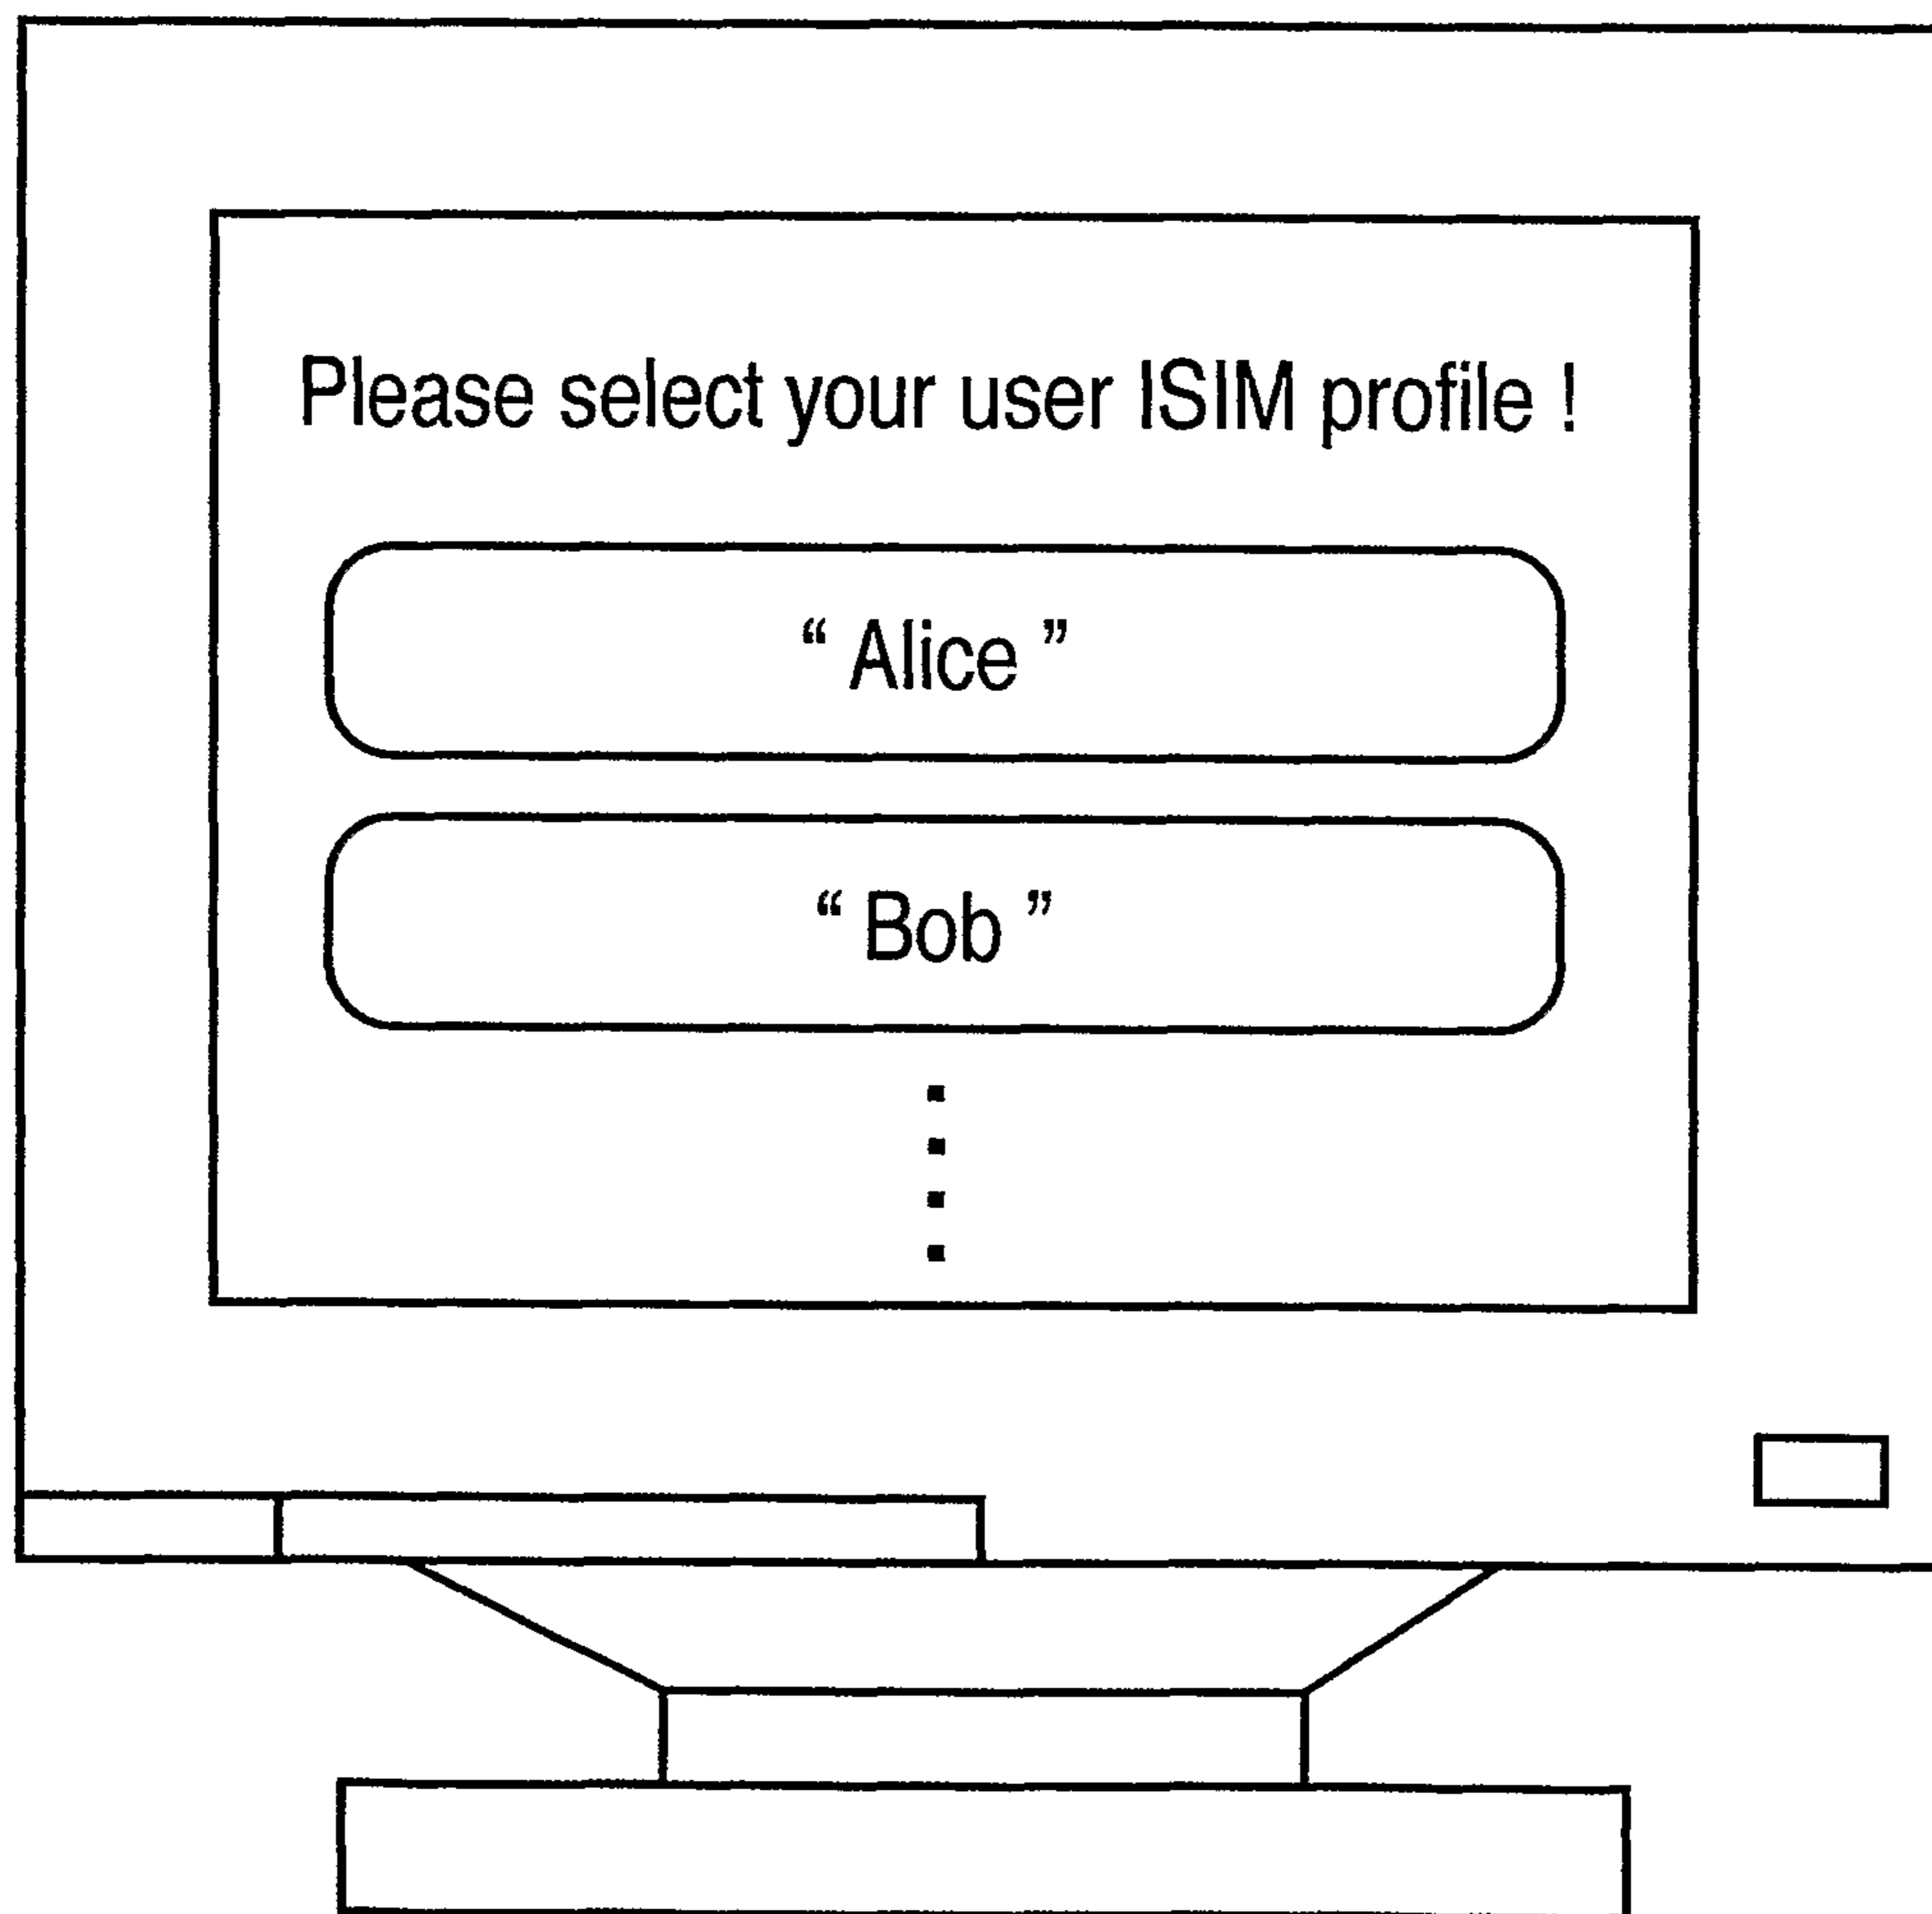 Please select your user ISIM profile !
“ Alice ”
“ Bob ”